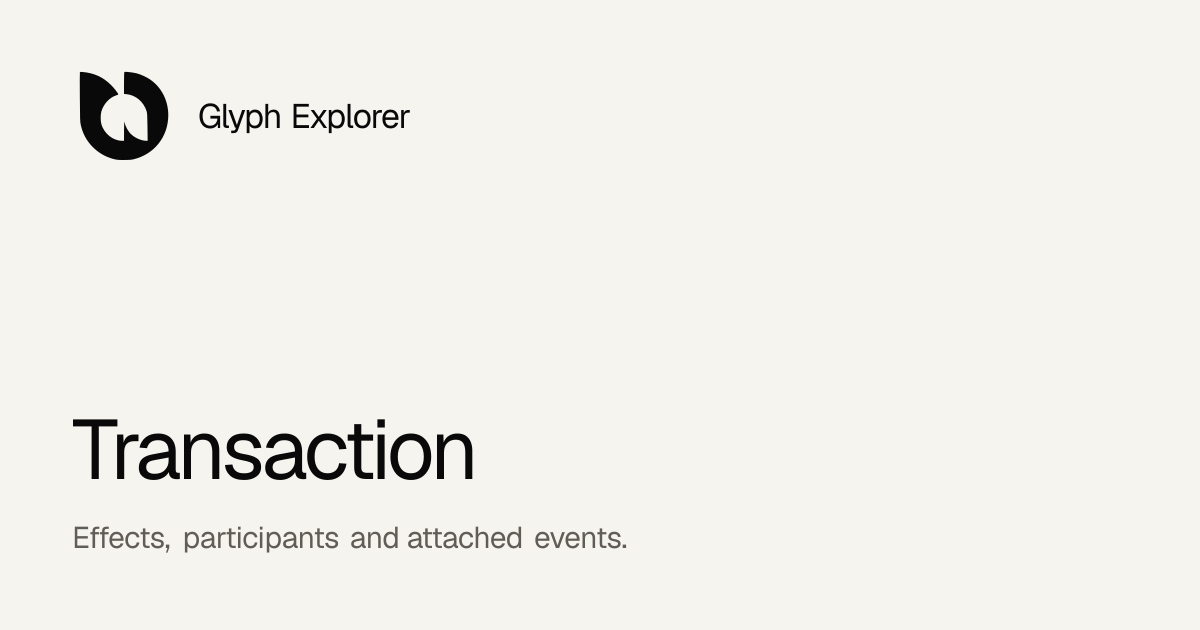 Glyph Explorer
Transaction
Effects, participants and attached events.